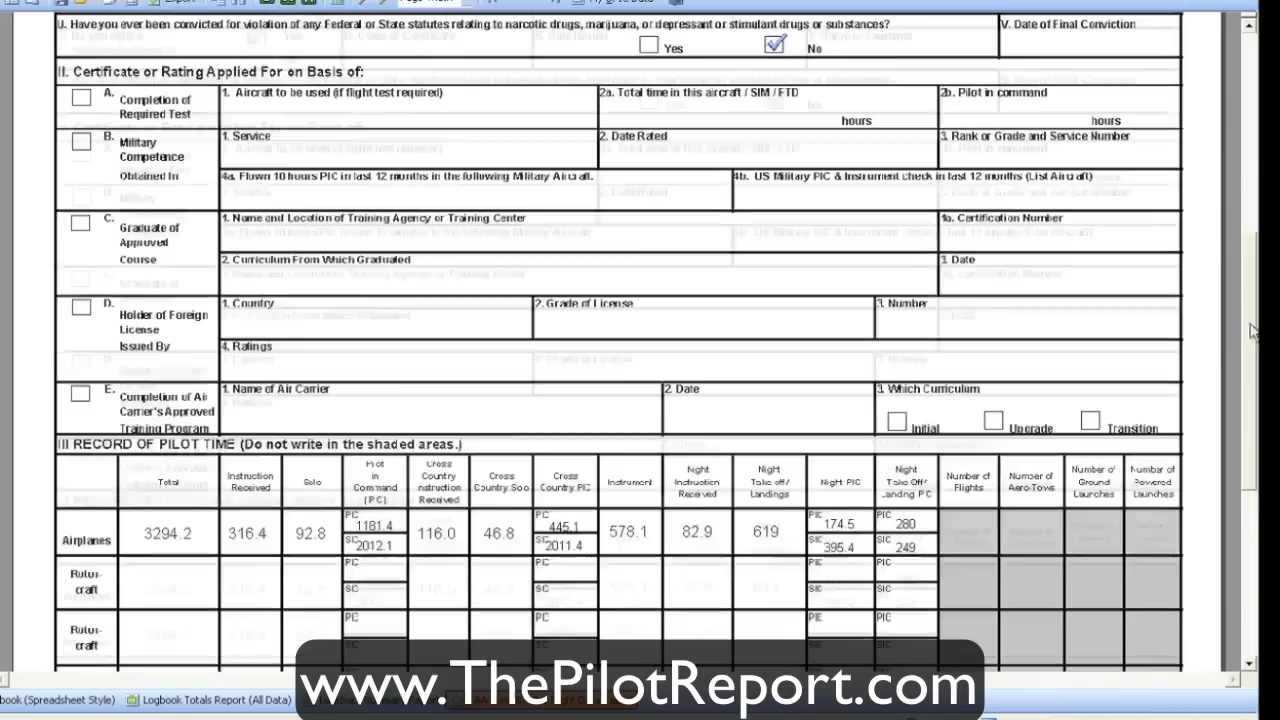 Export
U. Have you ever been convicted for violation of any Federal or State statutes relating to narcotic drugs, marijuana, or depressant or stimulant drugs or substances?
Yes
No
V. Date of Final Conviction
II. Certificate or Rating Applied For on Basis of:
A. Completion of Required Test
1. Aircraft to be used (if flight test required)
2a. Total time in this aircraft / SIM / FTD
hours
2b. Pilot in command
hours
B. Military Competence Obtained In
1. Service
2. Date Rated
3. Rank or Grade and Service Number
4a. Flown 10 hours PIC in last 12 months in the following Military Aircraft.
4b. US Military PIC & Instrument check in last 12 months (List Aircraft)
C. Graduate of Approved Course
1. Name and Location of Training Agency or Training Center
1a. Certification Number
2. Curriculum From Which Graduated
3. Date
D. Holder of Foreign License Issued By
1. Country
2. Grade of License
3. Number
4. Ratings
E. Completion of Air Carrier's Approved Training Program
1. Name of Air Carrier
2. Date
3. Which Curriculum
Initial
Upgrade
Transition
III RECORD OF PILOT TIME (Do not write in the shaded areas.)
Total
Instruction Received
Solo
Pilot in Command (PIC)
Cross Country Instruction Received
Cross Country Solo
Cross Country PIC
Instrument
Night Instruction Received
Night Take off/ Landings
Night PIC
Night Take Off/ Landing PIC
Number of Flights
Number of Aero-Tows
Number of Ground Launches
Number of Powered Launches
Airplanes
3294.2
316.4
92.8
PIC 1181.4
SIC 2012.1
116.0
46.8
PIC 445.1
SIC 2011.4
578.1
82.9
619
PIC 174.5
SIC 395.4
PIC 280
SIC 249
Rotor-craft
PIC
SIC
PIC
SIC
PIC
SIC
PIC
SIC
Rotor-craft
PIC
PIC
PIC
PIC
www.ThePilotReport.com
book (Spreadsheet Style)
Logbook Totals Report (All Data)